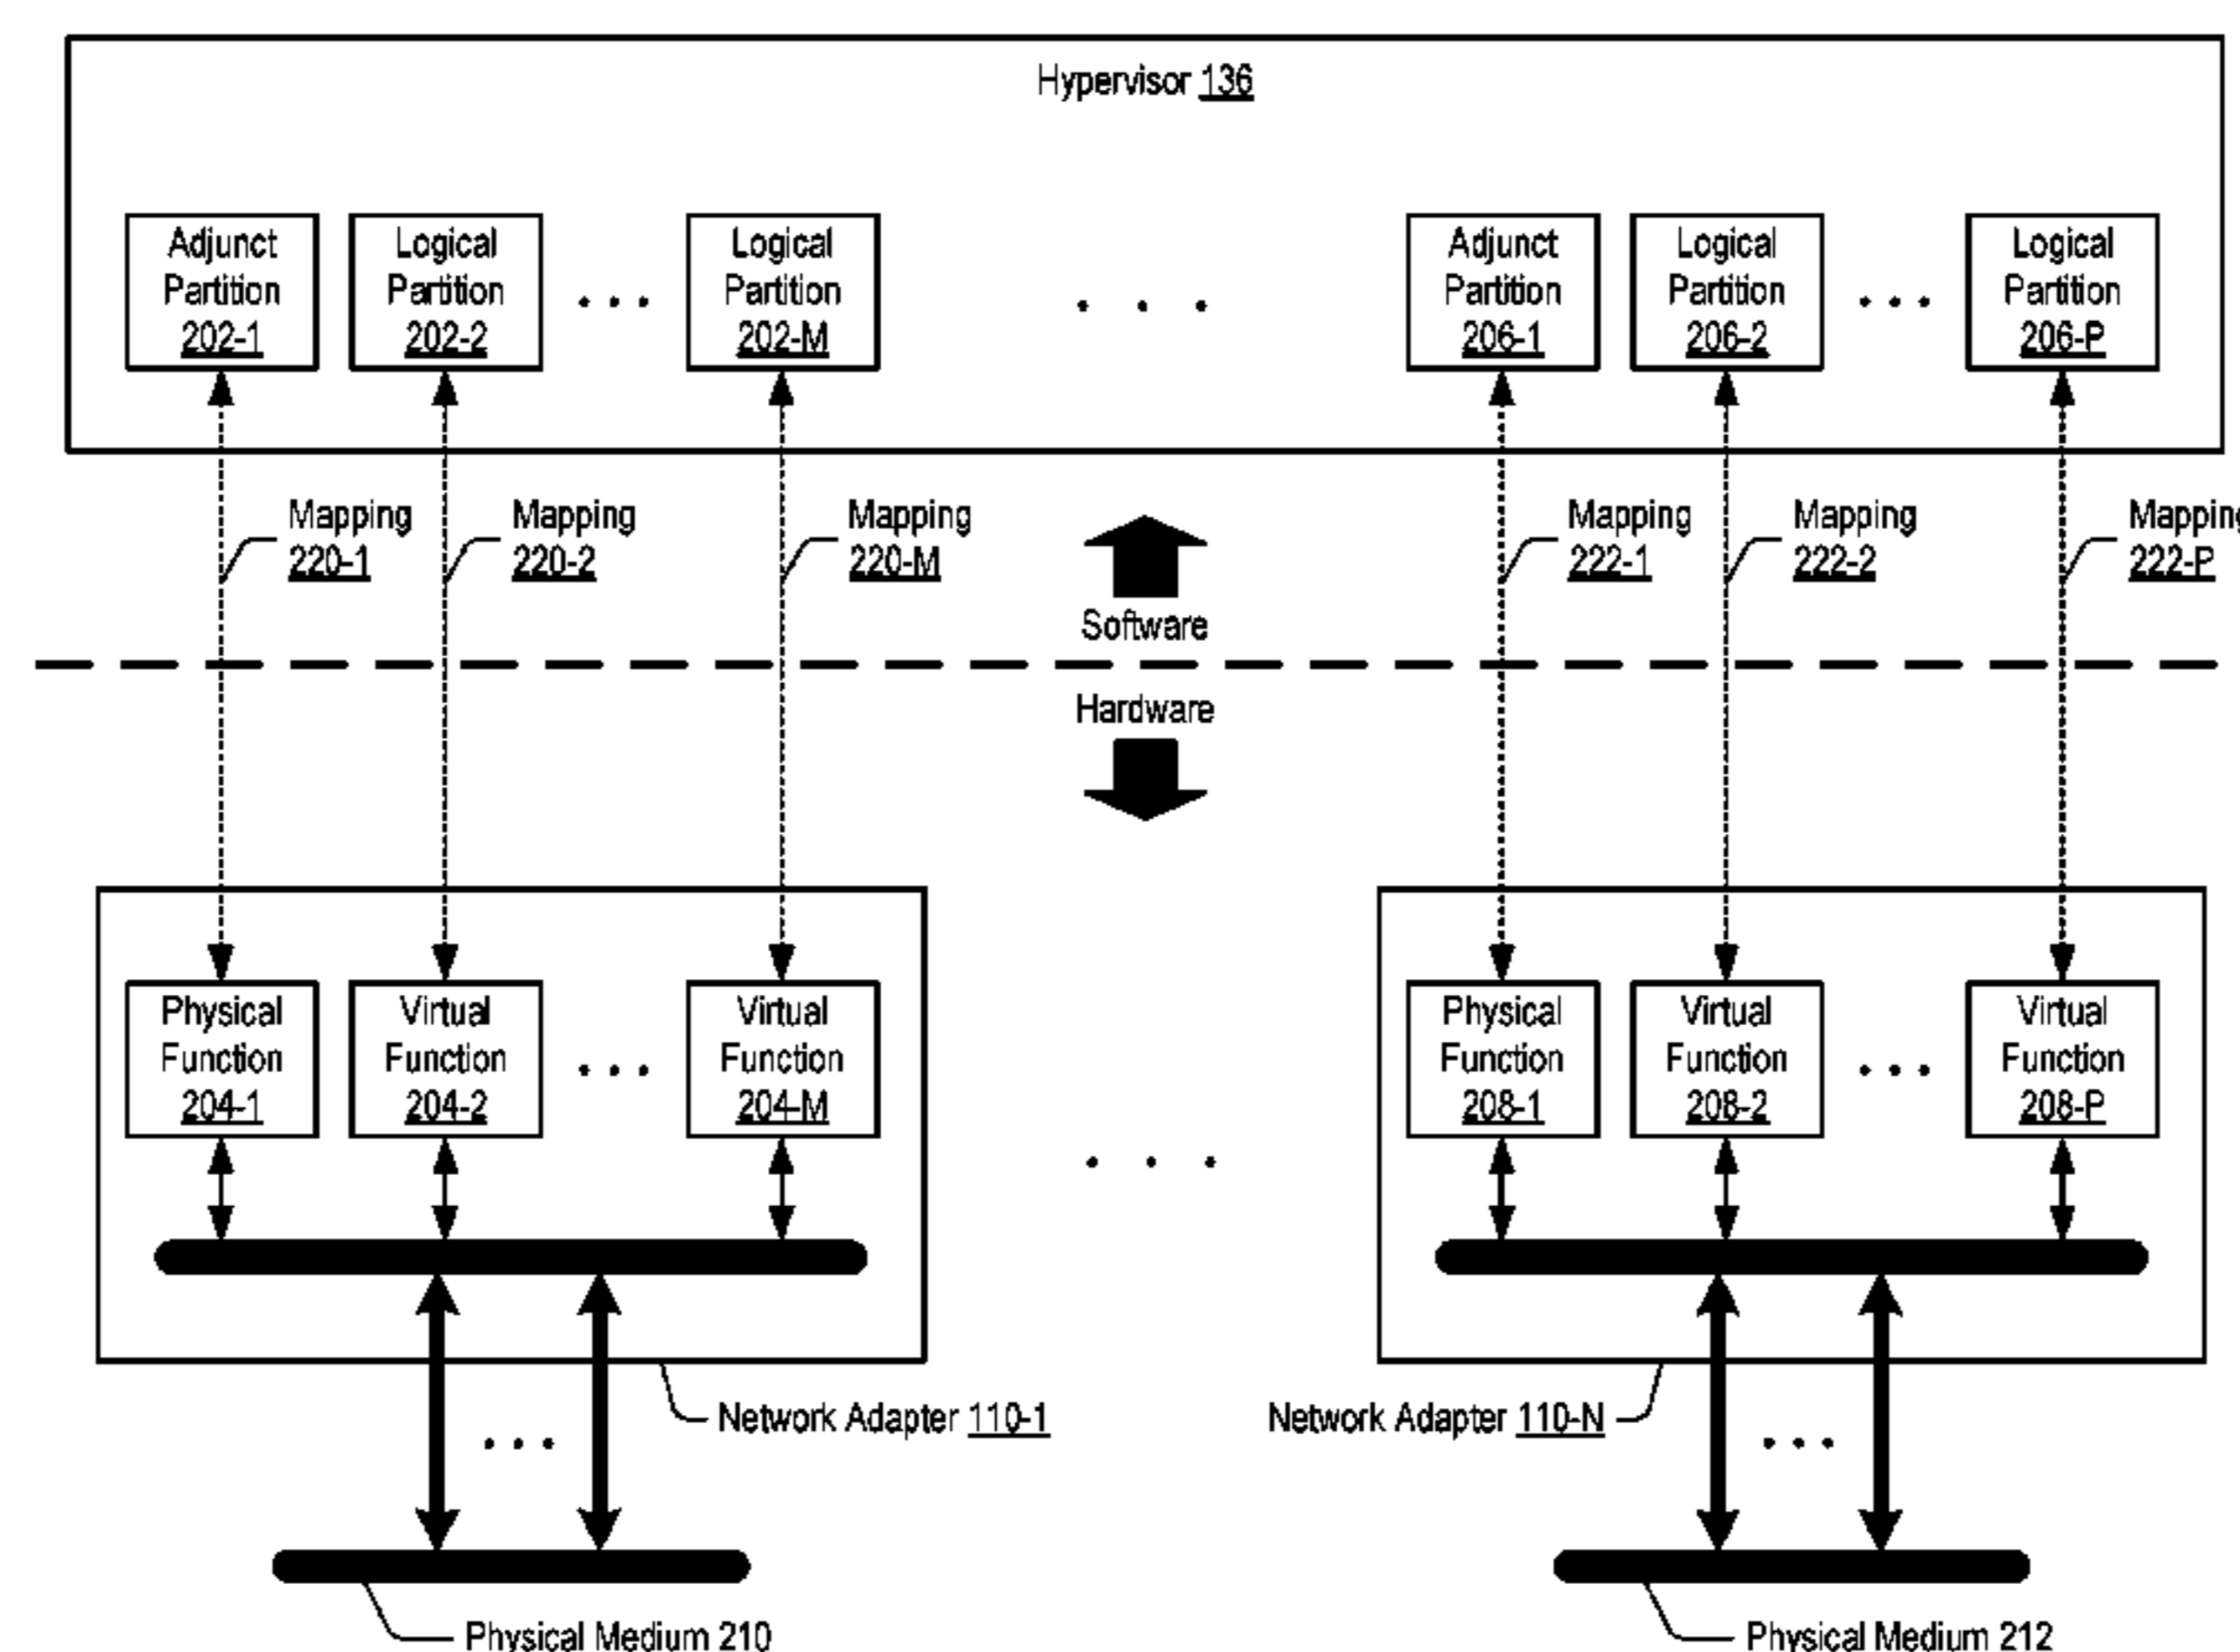 Hypervisor 136
Adjunct
Partition
202-1
Logical
Partition
202-2
Logical
Partition
202-M
Adjunct
Partition
206-1
Logical
Partition
206-2
Logical
Partition
206-P
Mapping
220-1
Mapping
220-2
Mapping
220-M
Mapping
222-1
Mapping
222-2
Mapping
222-P
Software
Hardware
Physical
Function
204-1
Virtual
Function
204-2
Virtual
Function
204-M
Physical
Function
208-1
Virtual
Function
208-2
Virtual
Function
208-P
Network Adapter 110-1
Network Adapter 110-N
Physical Medium 210
Physical Medium 212